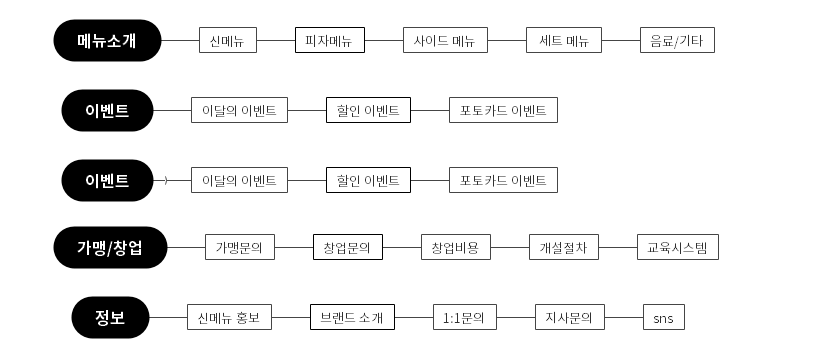 메뉴소개 신메뉴 피자메뉴 사이드 메뉴 세트 메뉴 음료/기타
이벤트 이달의 이벤트 할인 이벤트 포토카드 이벤트
이벤트 이달의 이벤트 할인 이벤트 포토카드 이벤트
가맹/창업 가맹문의 창업문의 창업비용 개설절차 교육시스템
정보 신메뉴 홍보 브랜드 소개 1:1문의 지사문의 sns